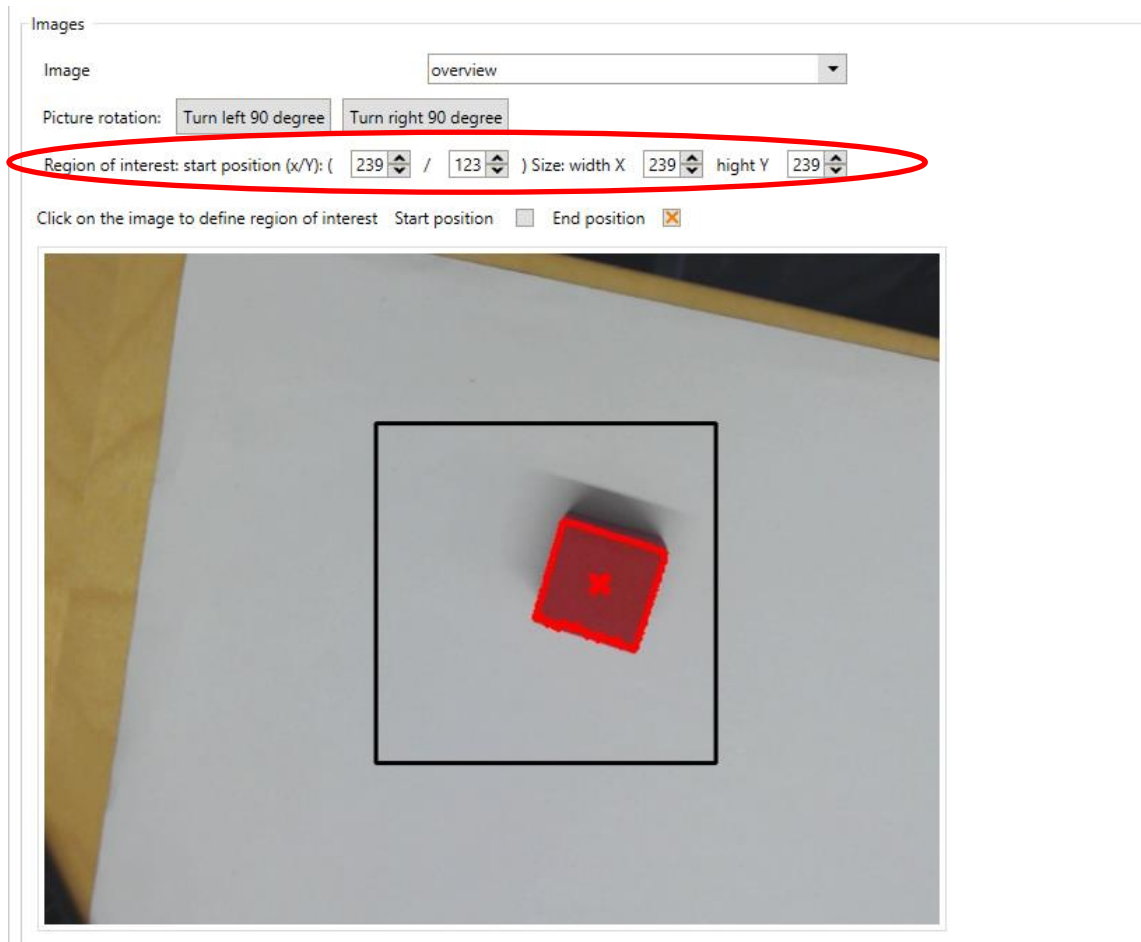 Images
Image overview
Picture rotation: Turn left 90 degree Turn right 90 degree
Region of interest: start position (x/Y): ( 239 / 123 ) Size: width X 239 hight Y 239
Click on the image to define region of interest Start position End position